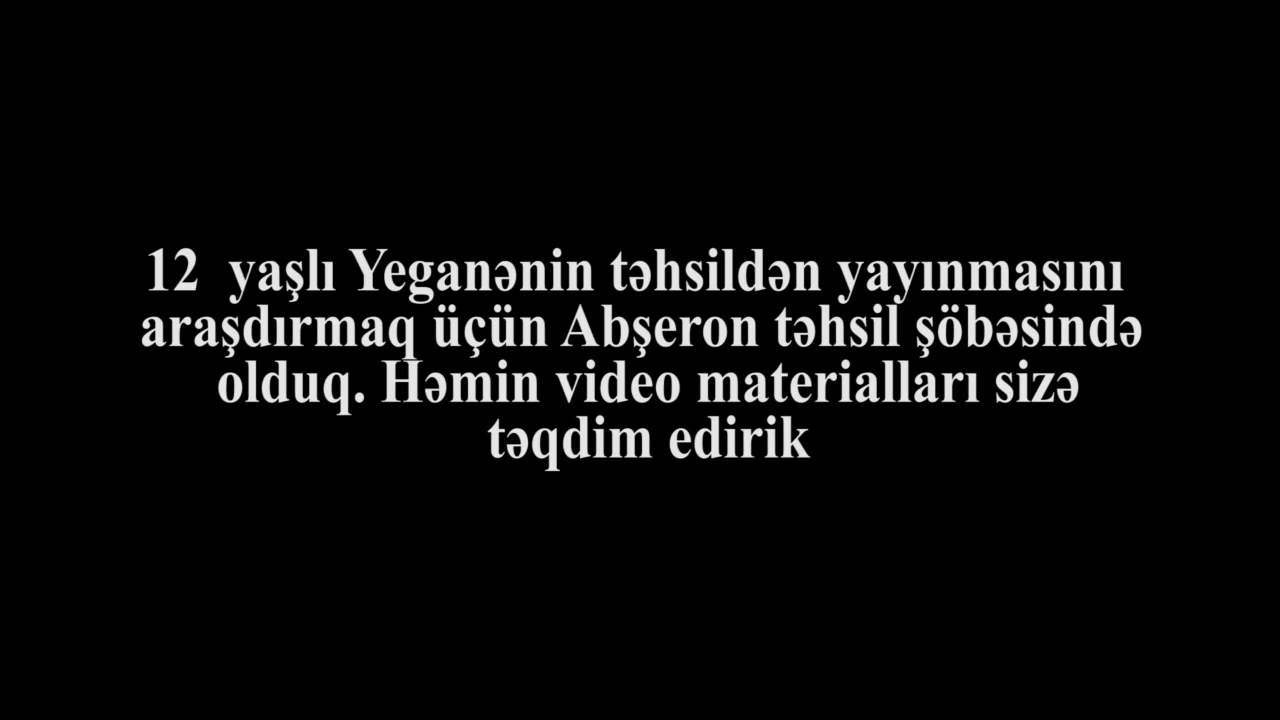 12 yaşlı Yeganənin təhsildən yayınmasını
araşdırmaq üçün Abşeron təhsil şöbəsində
olduq. Həmin video materialları sizə
təqdim edirik